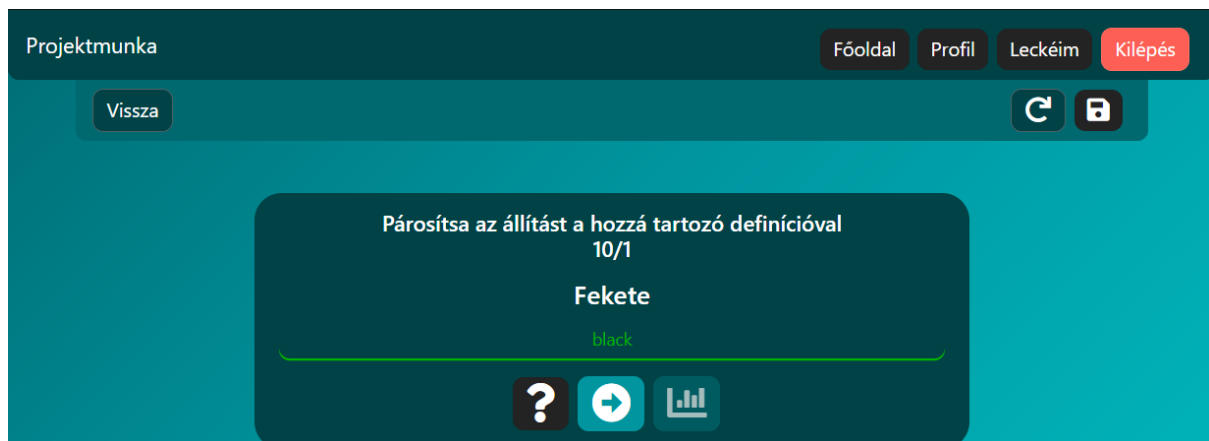 Projektmunka
Főoldal Profil Leckéim Kilépés
Vissza
Párosítsa az állítást a hozzá tartozó definícióval
10/1
Fekete
black
?